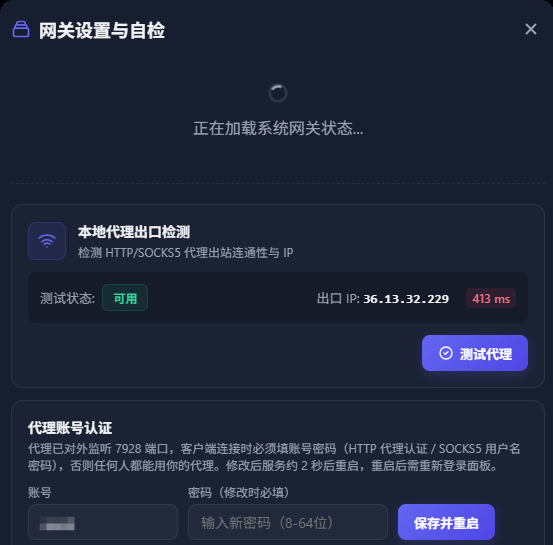 网关设置与自检
正在加载系统网关状态...
本地代理出口检测
检测 HTTP/SOCKS5 代理出站连通性与 IP
测试状态: 可用 出口 IP: 36.13.32.229 413 ms
测试代理
代理账号认证
代理已对外监听 7928 端口，客户端连接时必须填账号密码（HTTP 代理认证 / SOCKS5 用户名
密码），否则任何人都能用你的代理。修改后服务约 2 秒后重启，重启后需重新登录面板。
账号 密码（修改时必填）
输入新密码（8-64位） 保存并重启